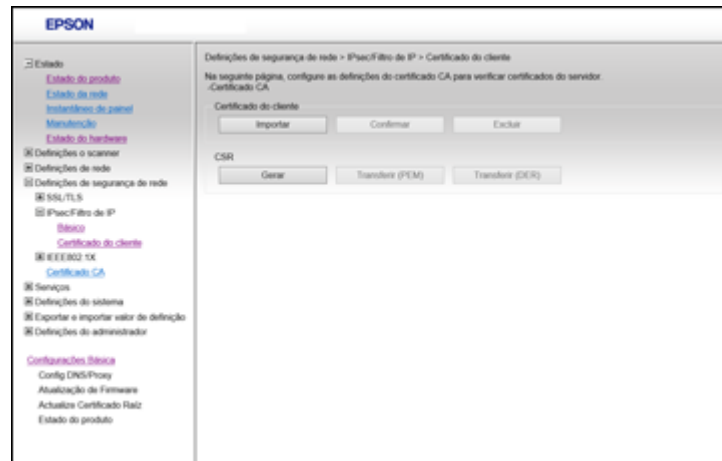 EPSON
Estado
Estado do produto
Estado da rede
Instantâneo de painel
Manutenção
Estado do hardware
Definições o scanner
Definições de rede
Definições de segurança de rede
SSL/TLS
IPsec/Filtro de IP
Básico
Certificado do cliente
IEEE802.1X
Certificado CA
Serviços
Definições do sistema
Exportar e importar valor de definição
Definições do administrador
Configurações Básica
Config DNS/Proxy
Atualização de Firmware
Actualize Certificado Raíz
Estado do produto
Definições de segurança de rede > IPsec/Filtro de IP > Certificado do cliente
Na seguinte página, configure as definições do certificado CA para verificar certificados do servidor.
-Certificado CA
Certificado do cliente
Importar Confirmar Excluir
CSR
Gerar Transferir (PEM) Transferir (DER)